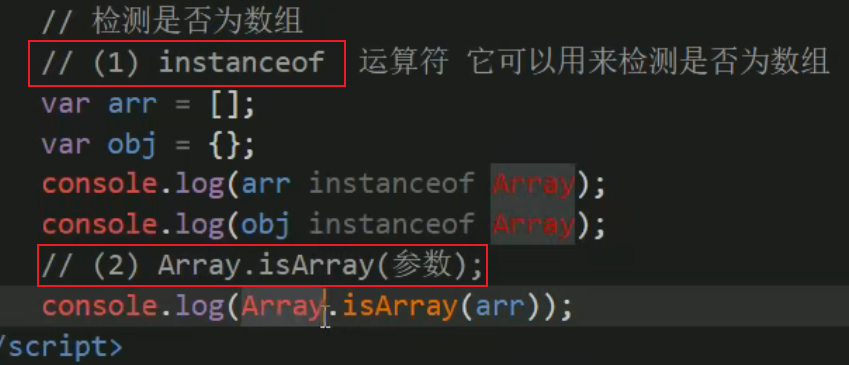 // 检测是否为数组
// (1) instanceof 运算符 它可以用来检测是否为数组
var arr = [];
var obj = {};
console.log(arr instanceof Array);
console.log(obj instanceof Array);
// (2) Array.isArray(参数);
console.log(Array.isArray(arr));
/script>